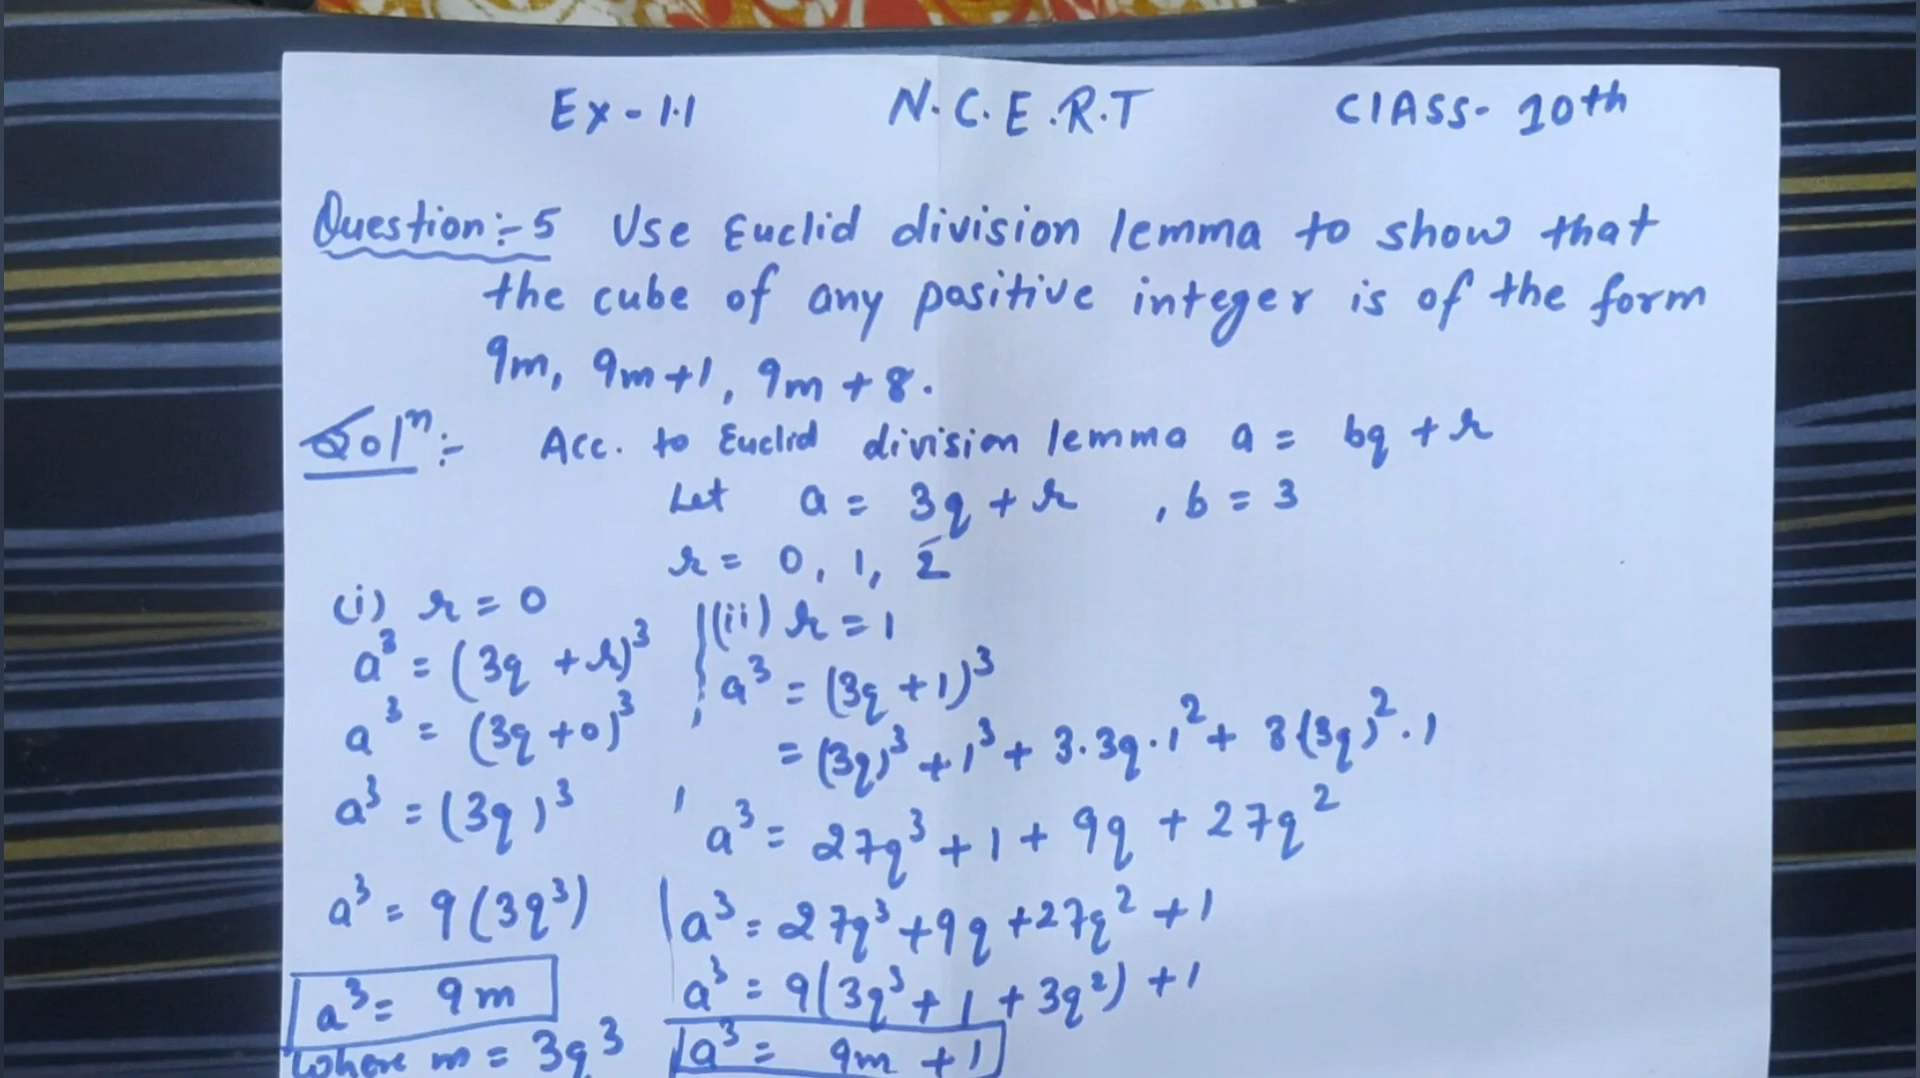 Ex-1.1 N.C.E.R.T CLASS- 10th
Question:-5 Use Euclid division lemma to show that
the cube of any positive integer is of the form
9m, 9m+1, 9m+8.
Solⁿ:- Acc. to Euclid division lemma a = bq + r
Let a = 3q + r , b = 3
r = 0, 1, 2
(i) r = 0
a³ = (3q + r)³
a³ = (3q + 0)³
a³ = (3q)³
a³ = 9(3q³)
a³ = 9m
where m = 3q³
(ii) r = 1
a³ = (3q + 1)³
= (3q)³ + 1³ + 3·3q·1² + 3(3q)²·1
a³ = 27q³ + 1 + 9q + 27q²
a³ = 27q³ + 9q + 27q² + 1
a³ = 9(3q³ + 1 + 3q²) + 1
a³ = 9m + 1